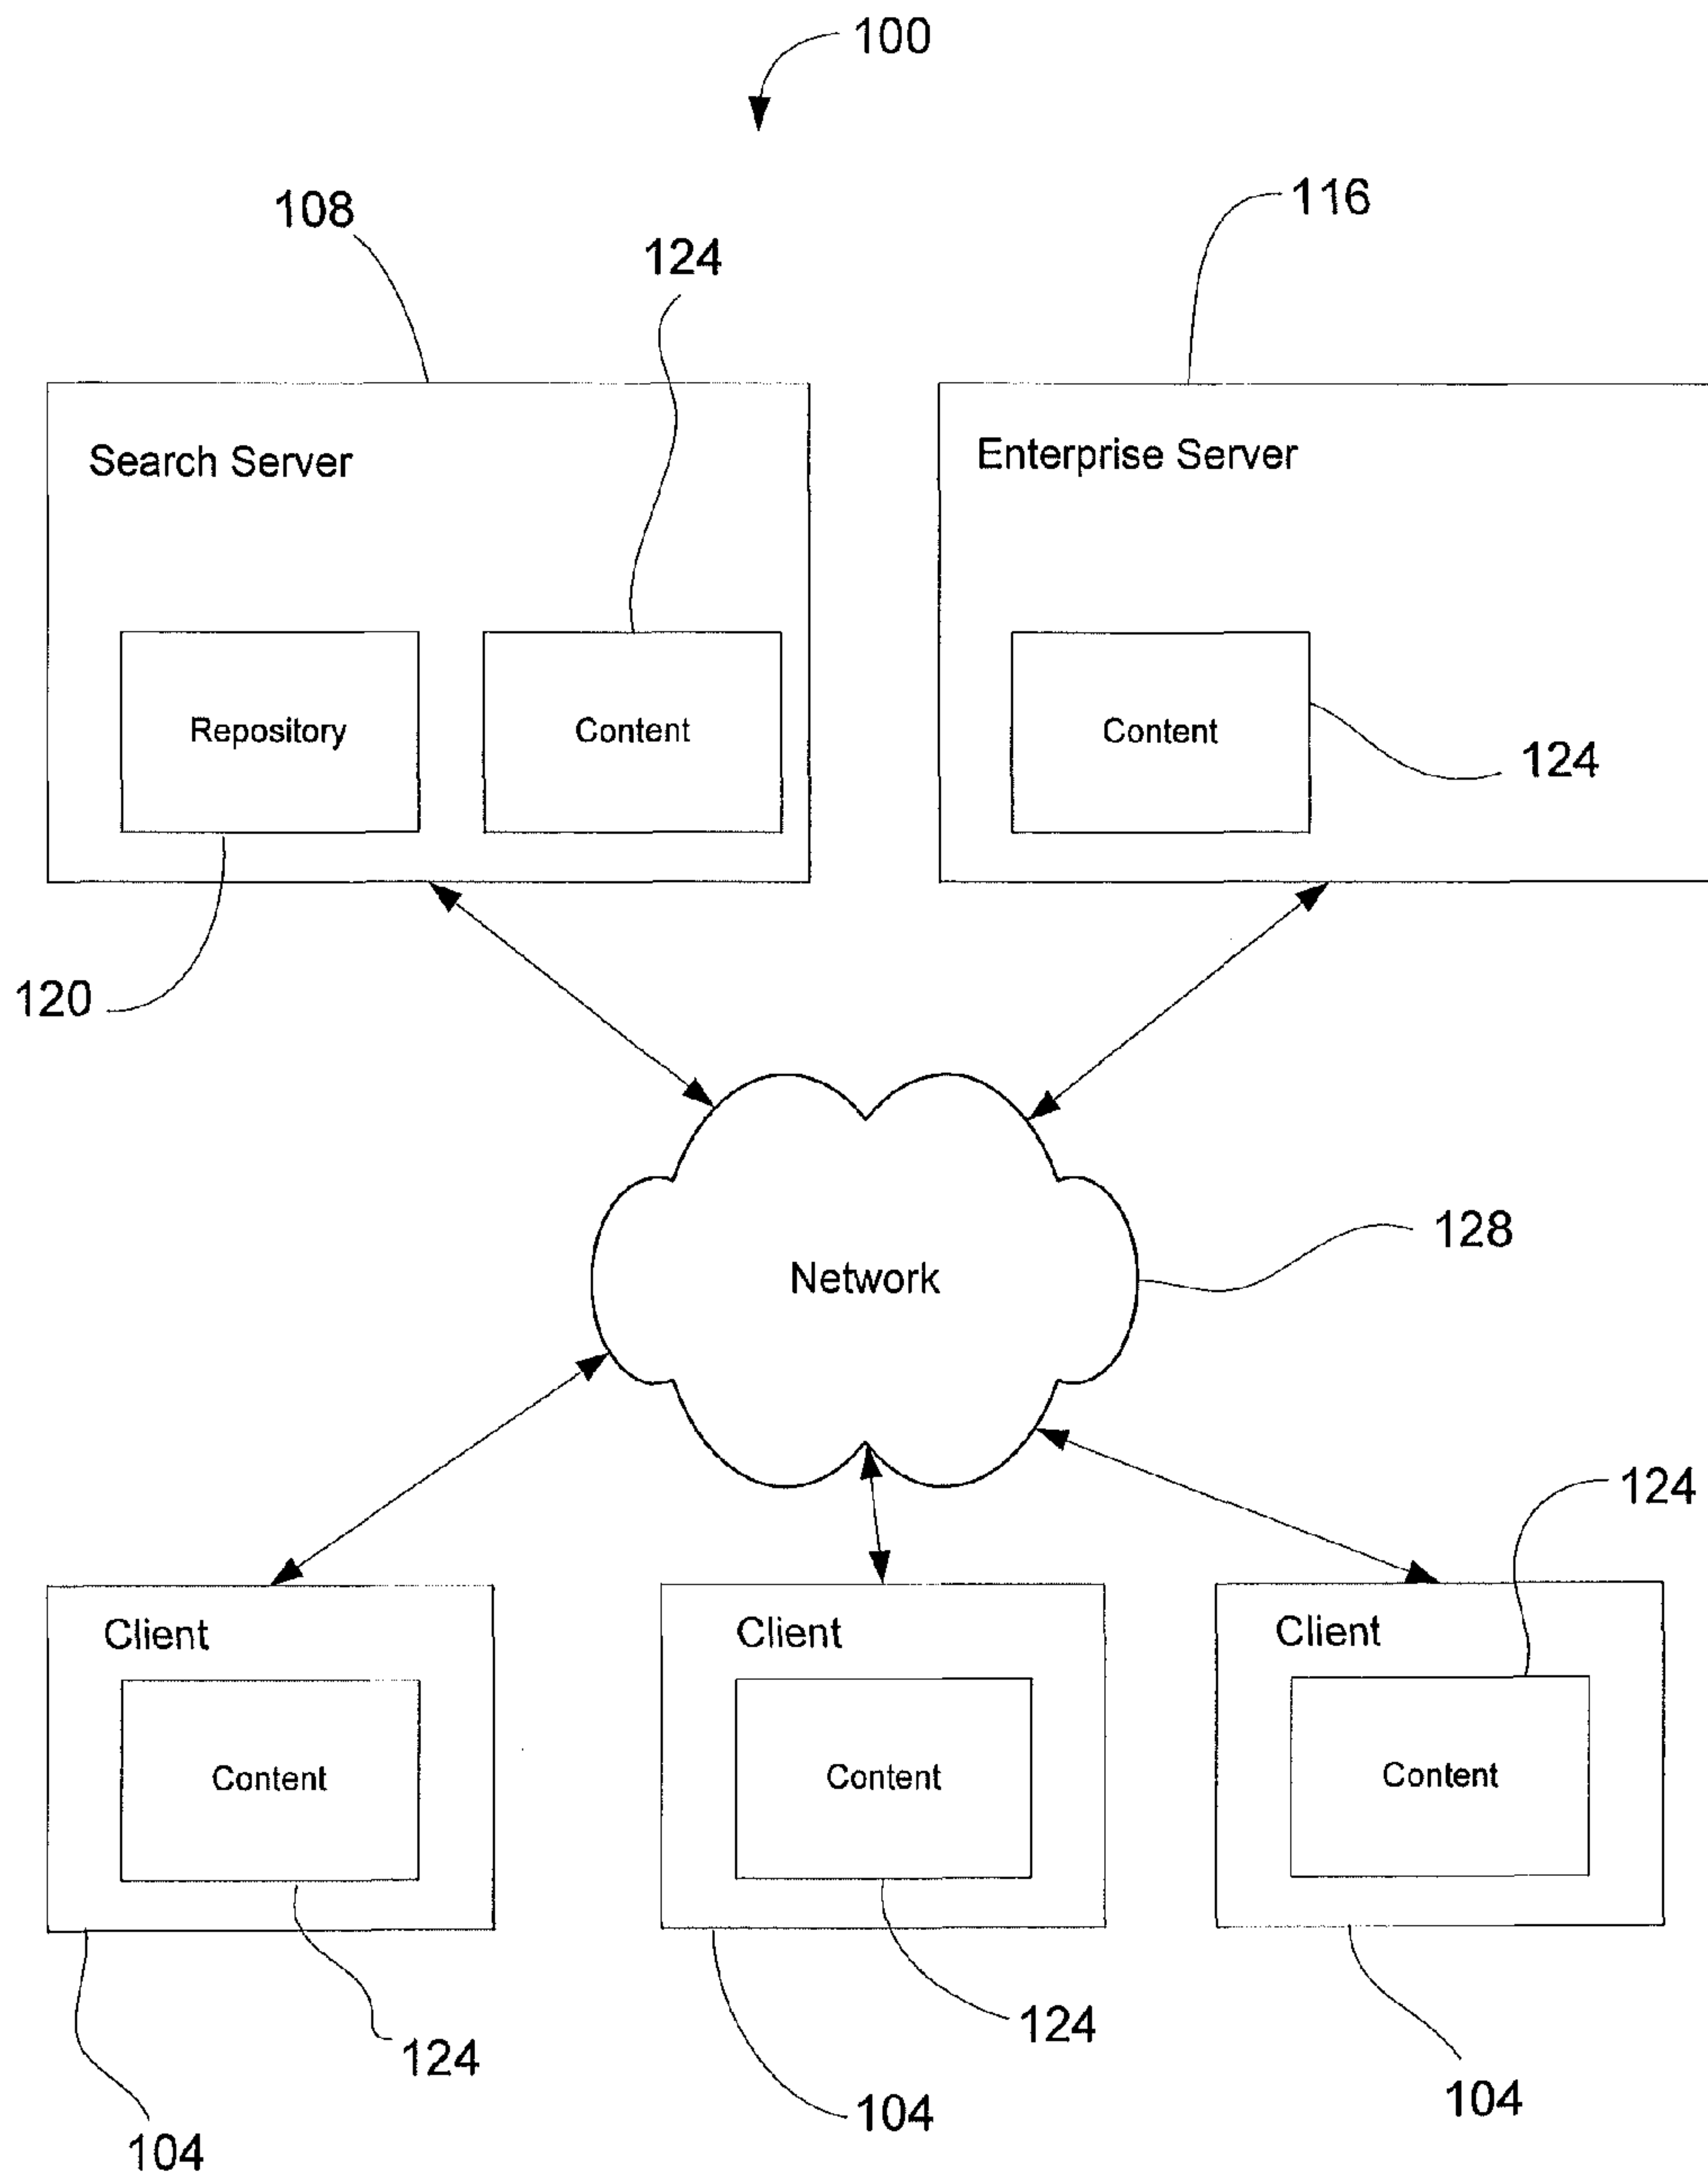 100
108
116
124
Search Server
Enterprise Server
Repository
Content
Content
124
120
128
Network
124
Client
Client
Client
Content
Content
Content
124
124
104
104
104